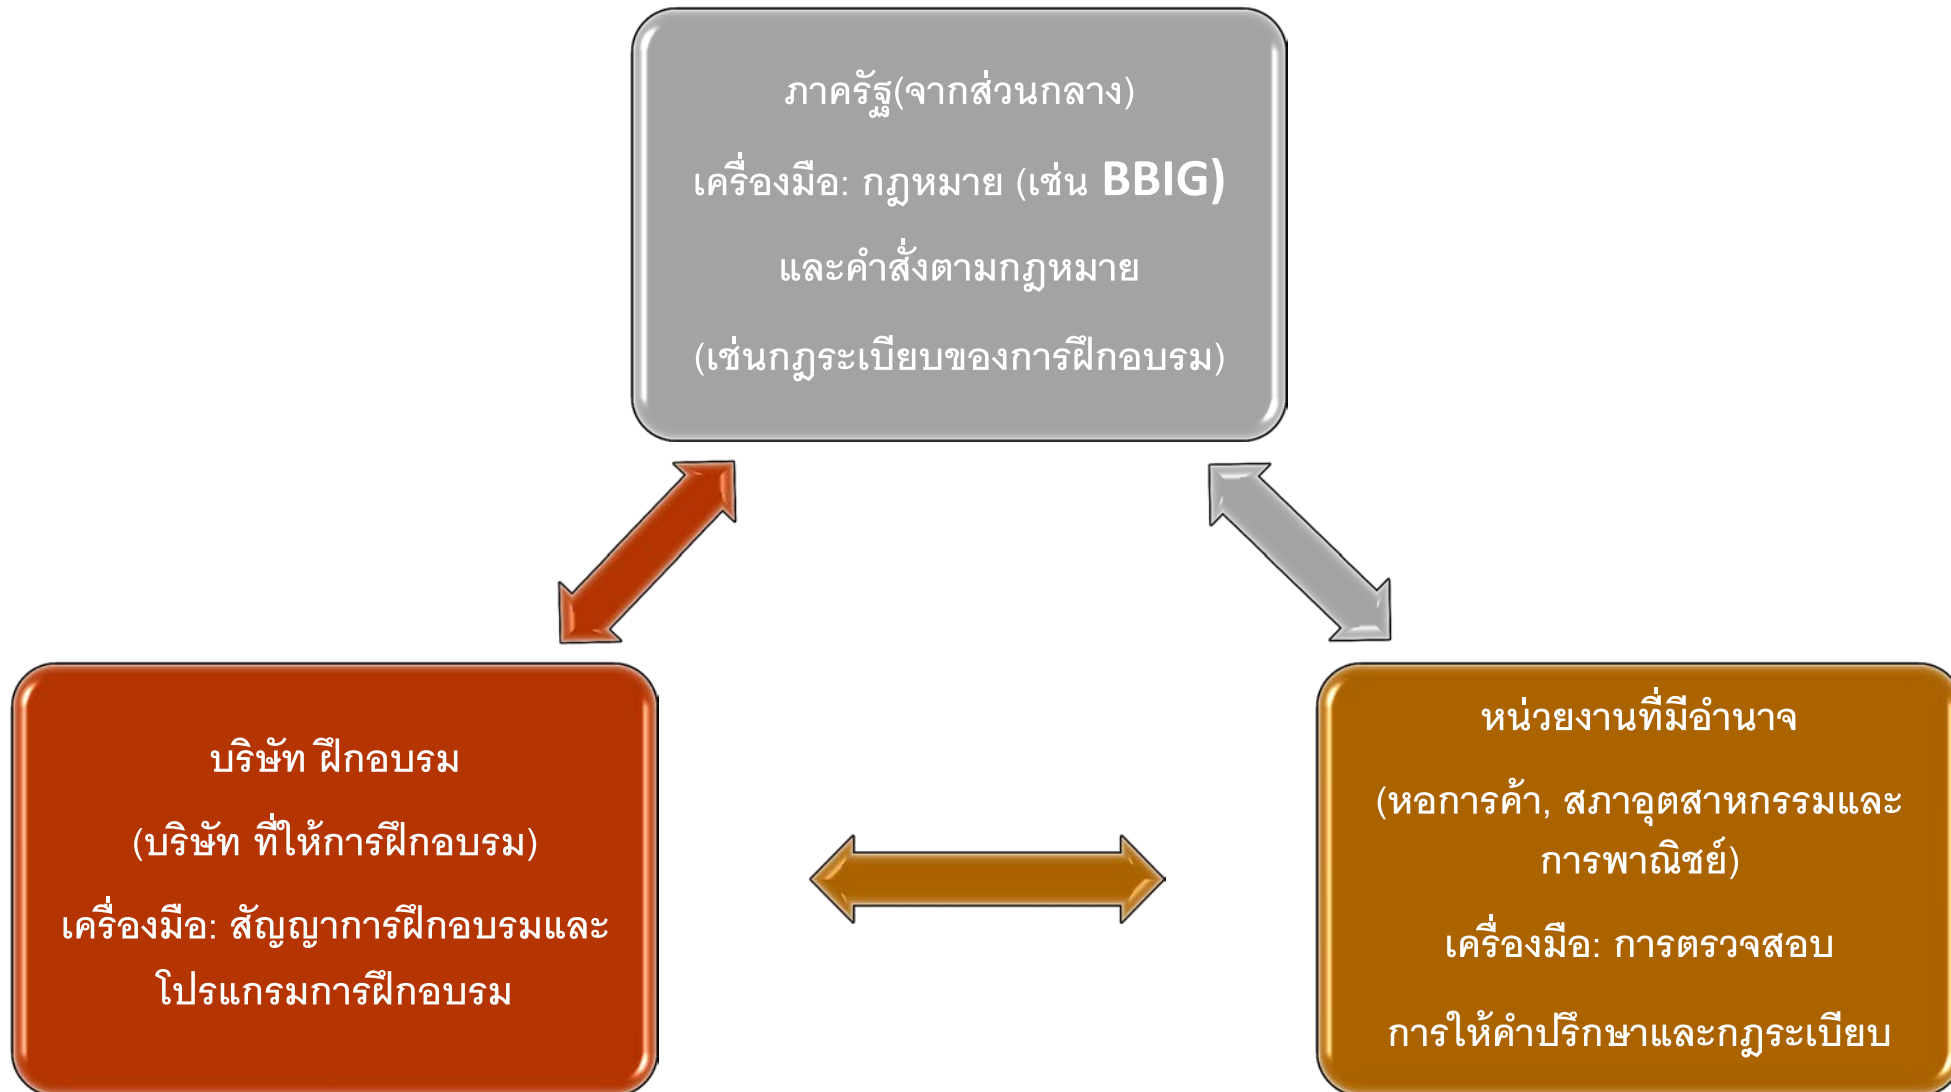 ภาครัฐ(จากส่วนกลาง)
เครื่องมือ: กฎหมาย (เช่น BBIG)
และคำสั่งตามกฎหมาย
(เช่นกฎระเบียบของการฝึกอบรม)
บริษัท ฝึกอบรม
(บริษัท ที่ให้การฝึกอบรม)
เครื่องมือ: สัญญาการฝึกอบรมและ
โปรแกรมการฝึกอบรม
หน่วยงานที่มีอำนาจ
(หอการค้า, สภาอุตสาหกรรมและ
การพาณิชย์)
เครื่องมือ: การตรวจสอบ
การให้คำปรึกษาและกฎระเบียบ